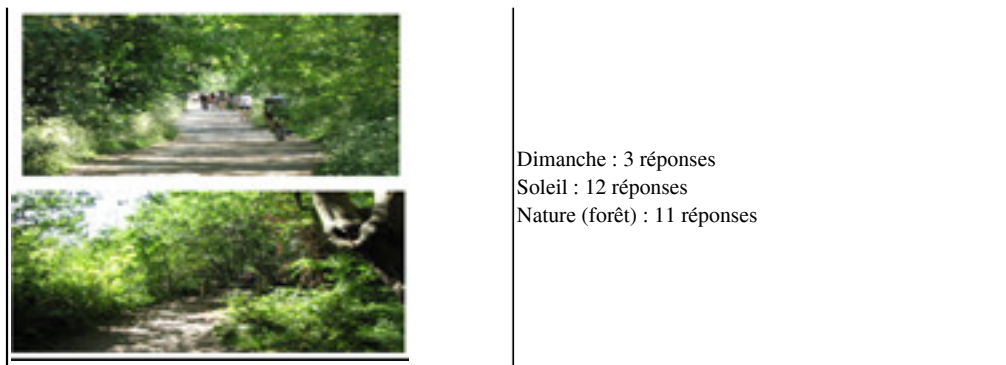 Dimanche : 3 réponses
Soleil : 12 réponses
Nature (forêt) : 11 réponses